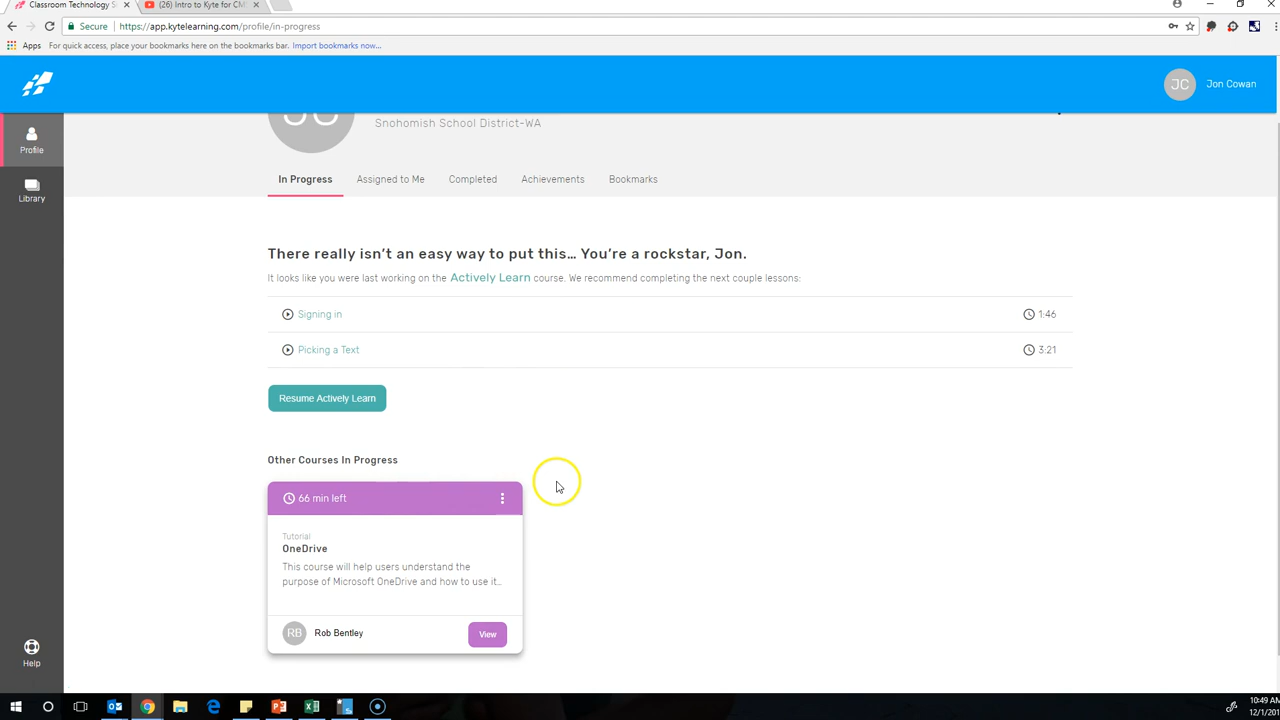 Classroom Technology S
(26) Intro to Kyte for CM
Secure https://app.kytelearning.com/profile/in-progress
Apps For quick access, place your bookmarks here on the bookmarks bar. Import bookmarks now...
JC Jon Cowan
JC
Snohomish School District-WA
Profile
Library
In Progress Assigned to Me Completed Achievements Bookmarks
There really isn't an easy way to put this... You're a rockstar, Jon.
It looks like you were last working on the Actively Learn course. We recommend completing the next couple lessons:
Signing in 1:46
Picking a Text 3:21
Resume Actively Learn
Other Courses In Progress
66 min left
Tutorial
OneDrive
This course will help users understand the
purpose of Microsoft OneDrive and how to use it...
RB Rob Bentley View
Help
10:49 AM
12/1/201